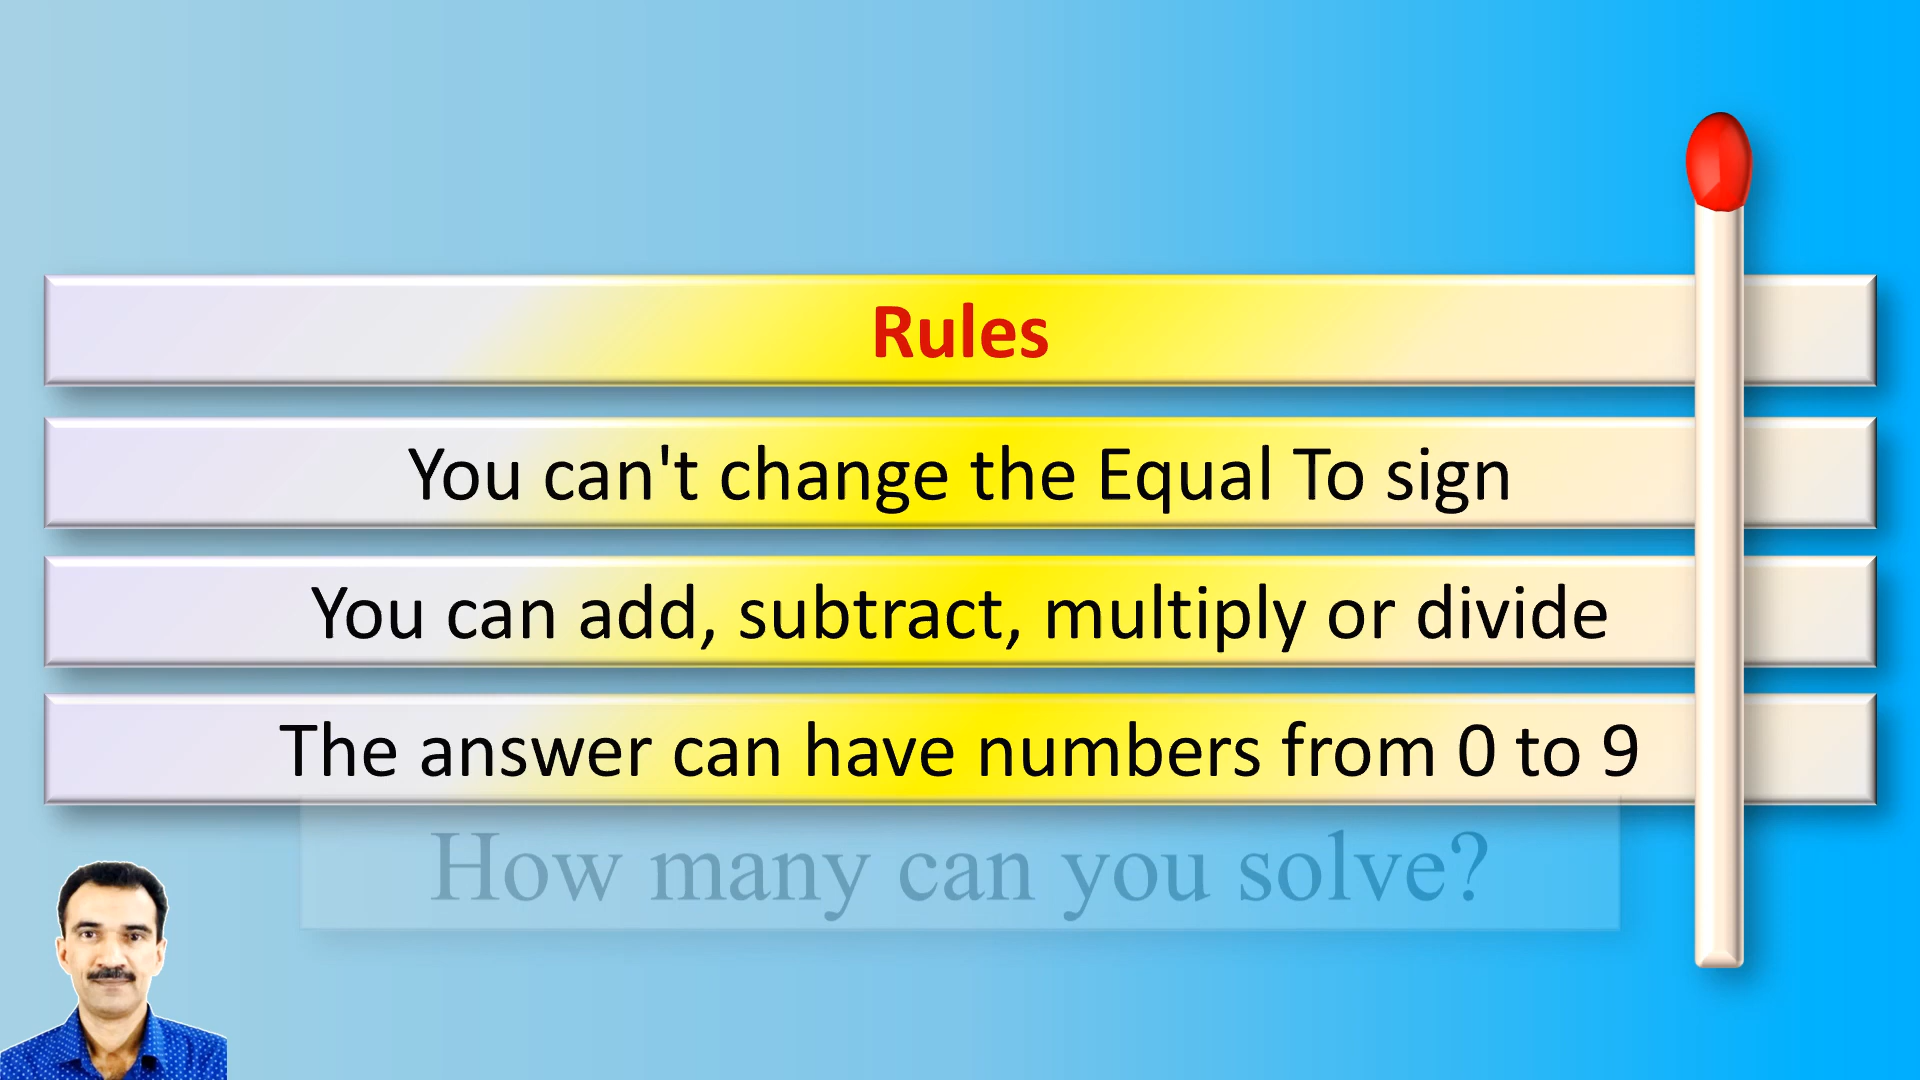 Rules
You can't change the Equal To sign
You can add, subtract, multiply or divide
The answer can have numbers from 0 to 9
How many can you solve?